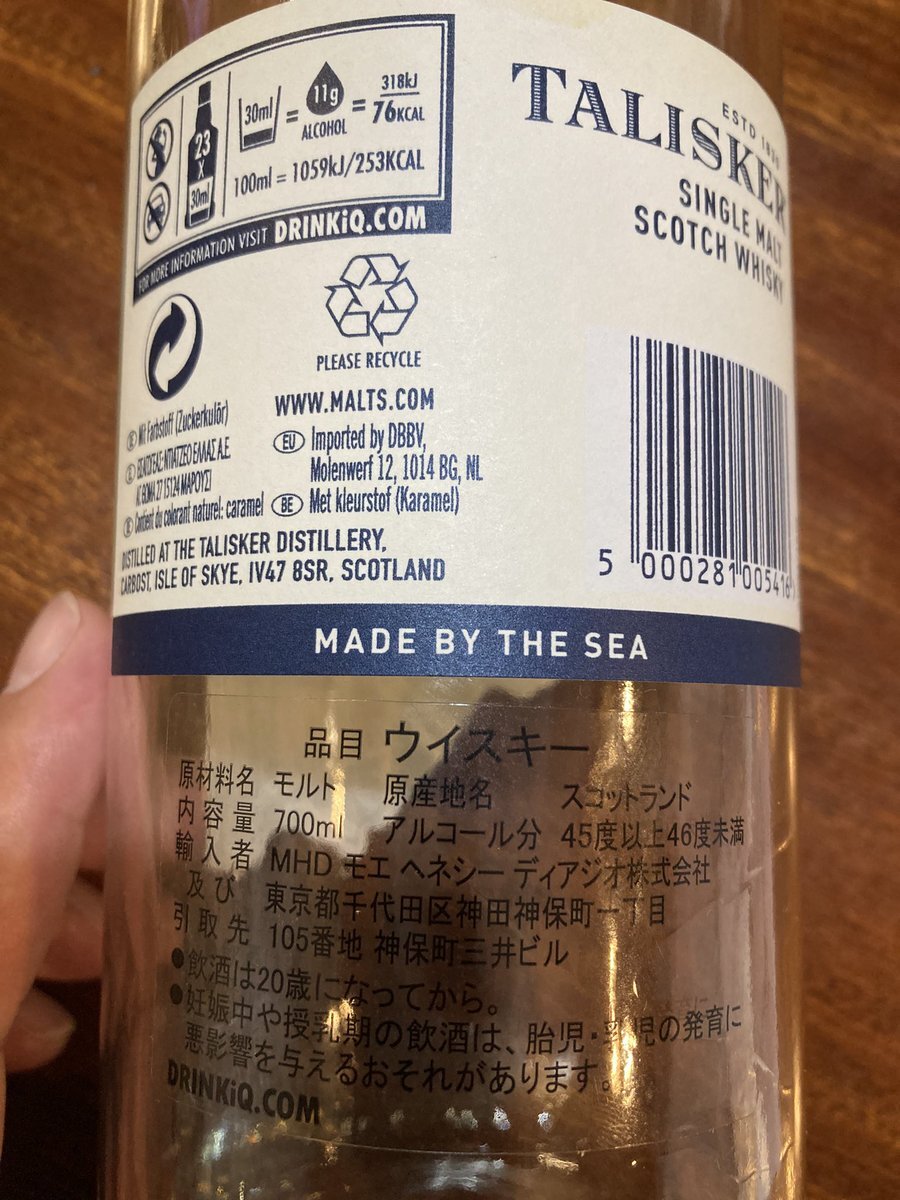 30ml = 11g = 318kJ
ALCOHOL 76KCAL
23
X
30ml
100ml = 1059kJ/253KCAL
FOR MORE INFORMATION VISIT DRINKiQ.COM
ESTD 1830
TALISKER
SINGLE MALT
SCOTCH WHISKY
PLEASE RECYCLE
WWW.MALTS.COM
Mit Farbstoff (Zuckerkulör)
15124 ΜΑΡΟΥΣΙ
Contient du colorant naturel: caramel
EU Imported by DBBV,
Molenwerf 12, 1014 BG, NL
BE Met kleurstof (Karamel)
DISTILLED AT THE TALISKER DISTILLERY,
CARBOST, ISLE OF SKYE, IV47 8SR, SCOTLAND
5 000281 005416
MADE BY THE SEA
品目 ウイスキー
原材料名 モルト 原産地名 スコットランド
内容量 700ml アルコール分 45度以上46度未満
輸入者 MHD モエ ヘネシー ディアジオ株式会社
及び 東京都千代田区神田神保町一丁目
引取先 105番地 神保町三井ビル
●飲酒は20歳になってから。
●妊娠中や授乳期の飲酒は、胎児・乳児の発育に
悪影響を与えるおそれがあります。
DRINKiQ.COM